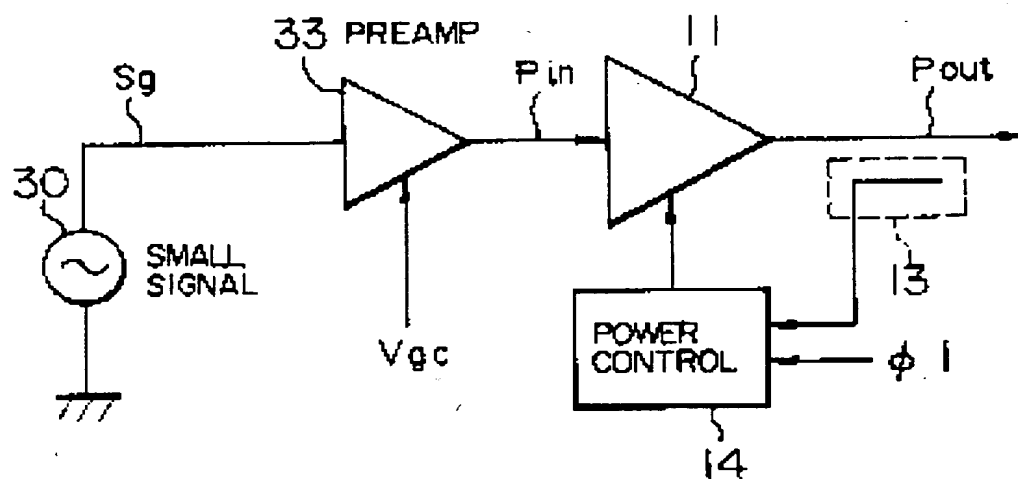 33 PREAMP
11
Sg
Pin
Pout
30
SMALL
SIGNAL
13
Vgc
POWER
CONTROL
φ 1
14